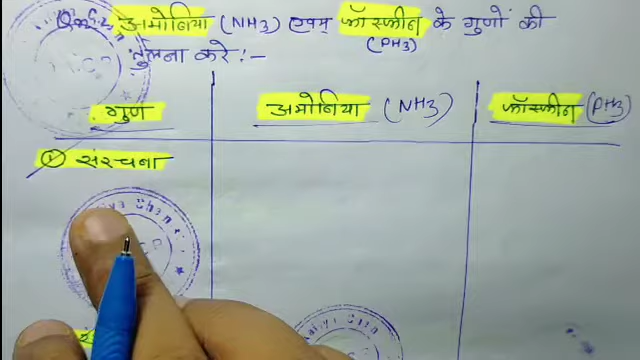 अमोनिया (NH3) एवम् फॉस्फीन के गुणों की
(PH3)
तुलना करे :-
गुण अमोनिया (NH3) फॉस्फीन (PH3)
① संरचना